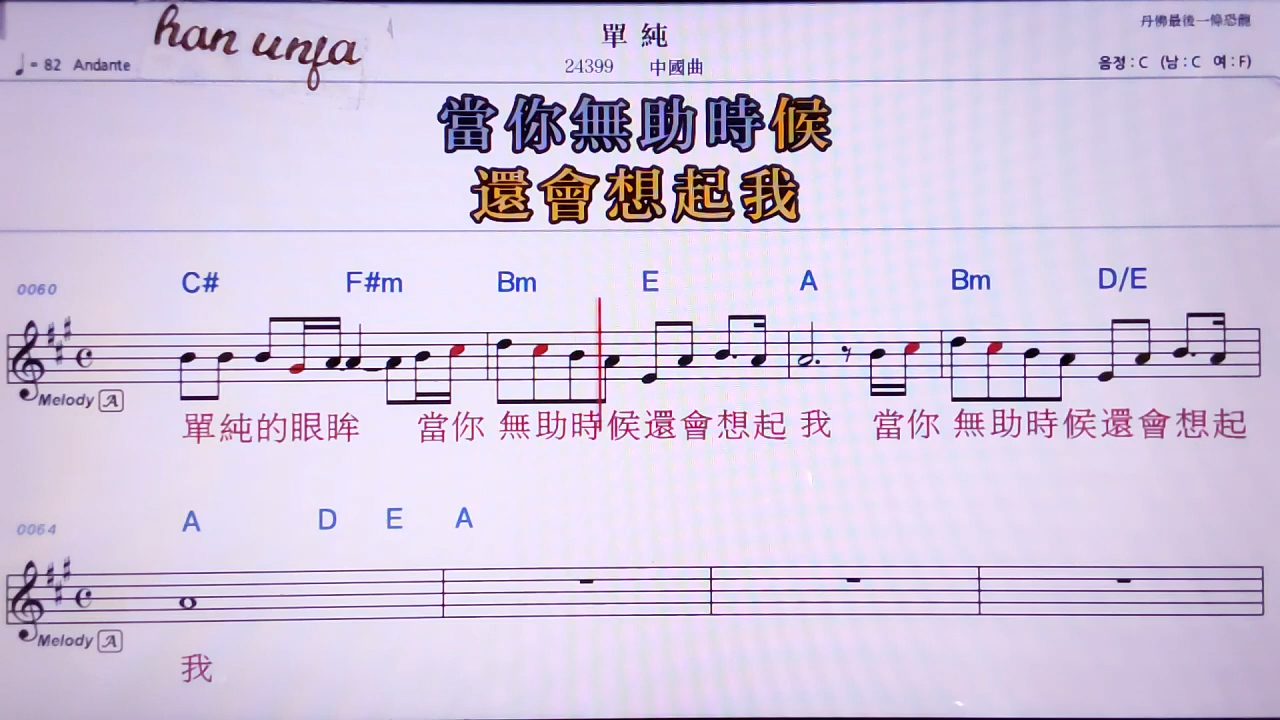 han unfa
單純
丹佛最後一條恐龍
♩= 82 Andante
24399 中國曲
음정 : C (남 : C 여 : F)
當你無助時候
還會想起我
0060
C# F#m Bm E A Bm D/E
Melody A
單純的眼眸 當你 無助時候還會想起 我 當你 無助時候還會想起
0064
A D E A
Melody A
我